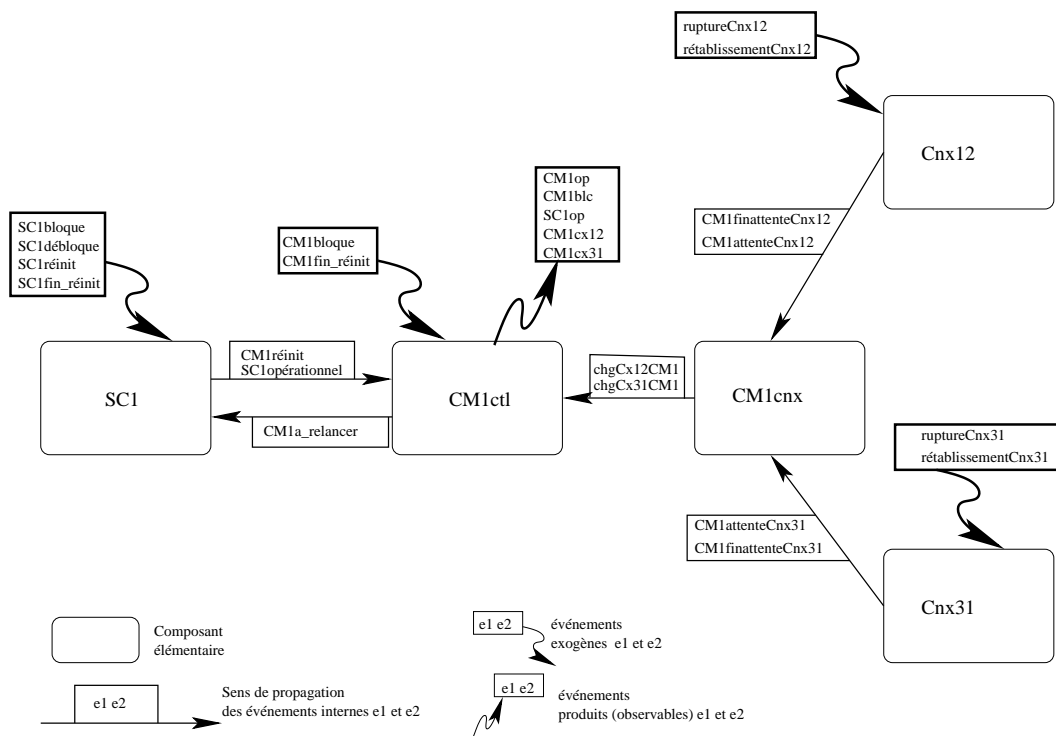 ruptureCnx12
rétablissementCnx12
Cnx12
CM1op
CM1blc
SC1op
CM1cx12
CM1cx31
SC1bloque
SC1débloque
SC1réinit
SC1fin_réinit
CM1bloque
CM1fin_réinit
CM1finattenteCnx12
CM1attenteCnx12
CM1réinit
SC1opérationnel
chgCx12CM1
chgCx31CM1
SC1
CM1ctl
CM1cnx
CM1a_relancer
ruptureCnx31
rétablissementCnx31
CM1attenteCnx31
CM1finattenteCnx31
Cnx31
Composant
élémentaire
e1 e2
événements
exogènes e1 et e2
e1 e2
Sens de propagation
des événements internes e1 et e2
e1 e2
événements
produits (observables) e1 et e2